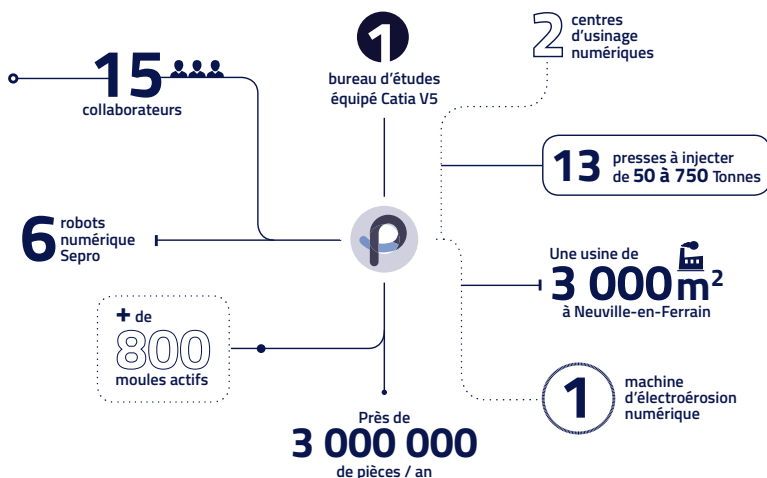 15
collaborateurs
1
bureau d'études
équipé Catia V5
2
centres
d'usinage
numériques
13
presses à injecter
de 50 à 750 Tonnes
6
robots
numérique
Sepro
Une usine de
3 000 m²
à Neuville-en-Ferrain
+ de
800
moules actifs
1
machine
d'électroérosion
numérique
Près de
3 000 000
de pièces / an